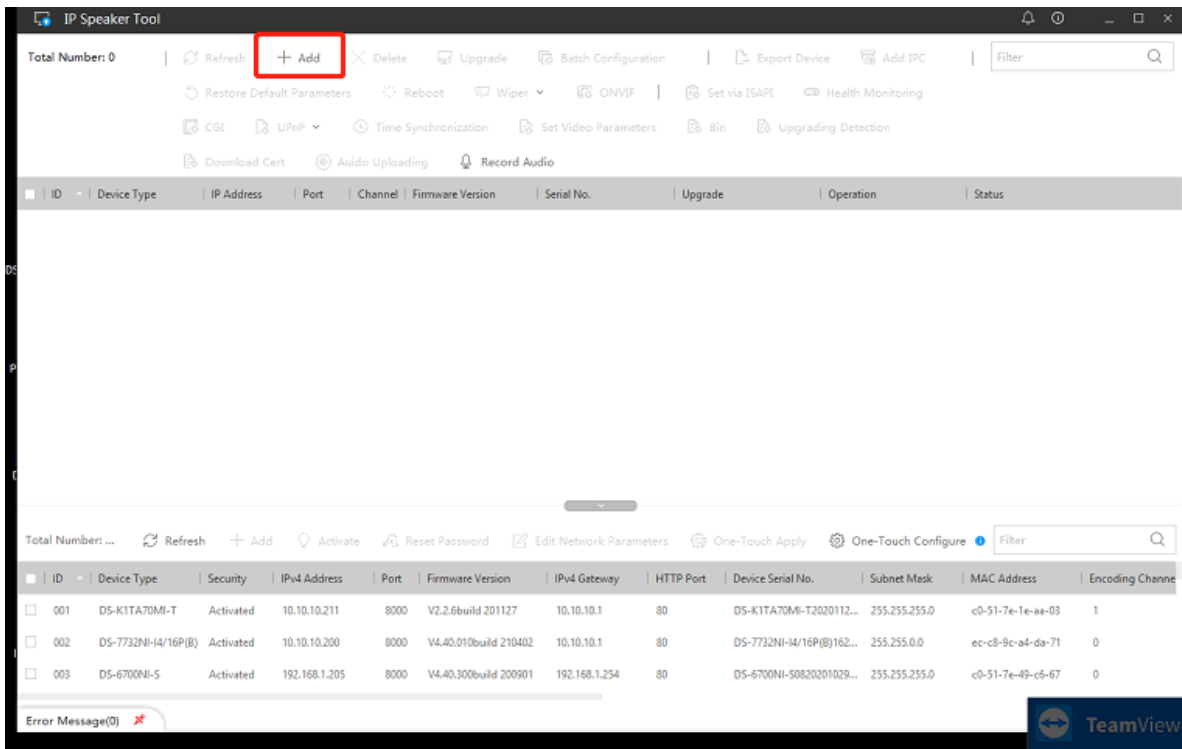 IP Speaker Tool
Total Number: 0 | Refresh Add Delete Upgrade Batch Configuration | Export Device Add IPC | Filter
Restore Default Parameters Reboot Wiper ONVIF | Set via ISAPI Health Monitoring
CGI UPnP Time Synchronization Set Video Parameters Bin Upgrading Detection
Download Cert Auido Uploading Record Audio
ID Device Type IP Address Port Channel Firmware Version Serial No. Upgrade Operation Status
DS
P
Total Number: ... Refresh Add Activate Reset Password Edit Network Parameters One-Touch Apply One-Touch Configure Filter
ID Device Type Security IPv4 Address Port Firmware Version IPv4 Gateway HTTP Port Device Serial No. Subnet Mask MAC Address Encoding Channe
001 DS-K1TA70MI-T Activated 10.10.10.211 8000 V2.2.6build 201127 10.10.10.1 80 DS-K1TA70MI-T2020112... 255.255.255.0 c0-51-7e-1e-aa-03 1
002 DS-7732NI-I4/16P(B) Activated 10.10.10.200 8000 V4.40.010build 210402 10.10.10.1 80 DS-7732NI-I4/16P(B)162... 255.255.0.0 ec-c8-9c-a4-da-71 0
003 DS-6700NI-S Activated 192.168.1.205 8000 V4.40.300build 200901 192.168.1.254 80 DS-6700NI-S0820201029... 255.255.255.0 c0-51-7e-49-c6-67 0
Error Message(0)
TeamView